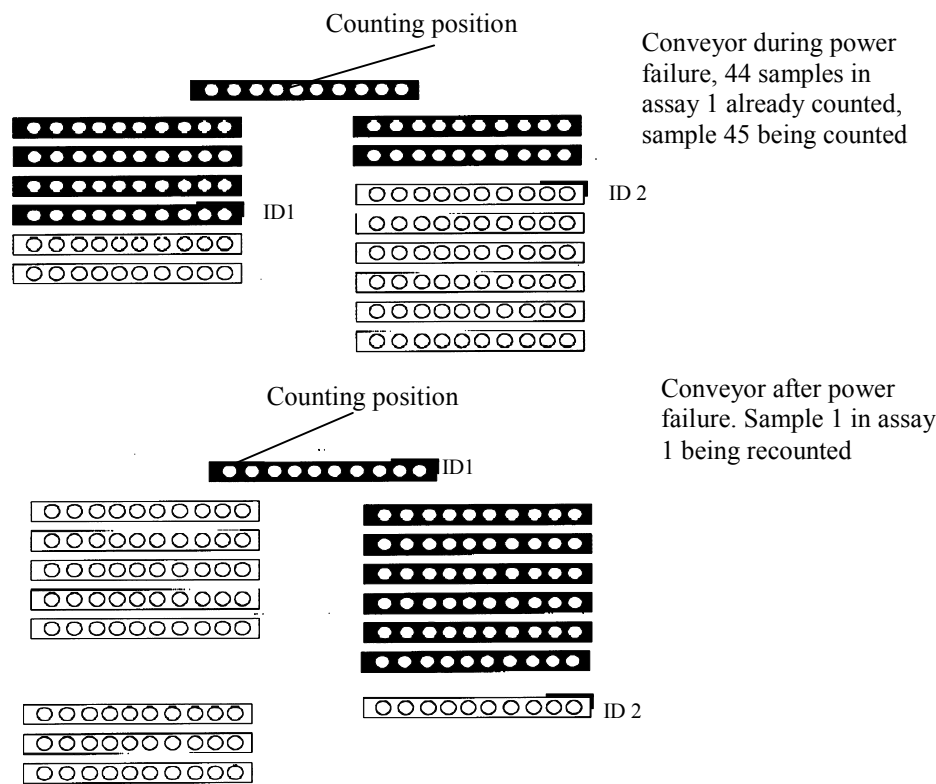 Counting position
Conveyor during power
failure, 44 samples in
assay 1 already counted,
sample 45 being counted
ID1
ID 2
Counting position
Conveyor after power
failure. Sample 1 in assay
1 being recounted
ID1
ID 2